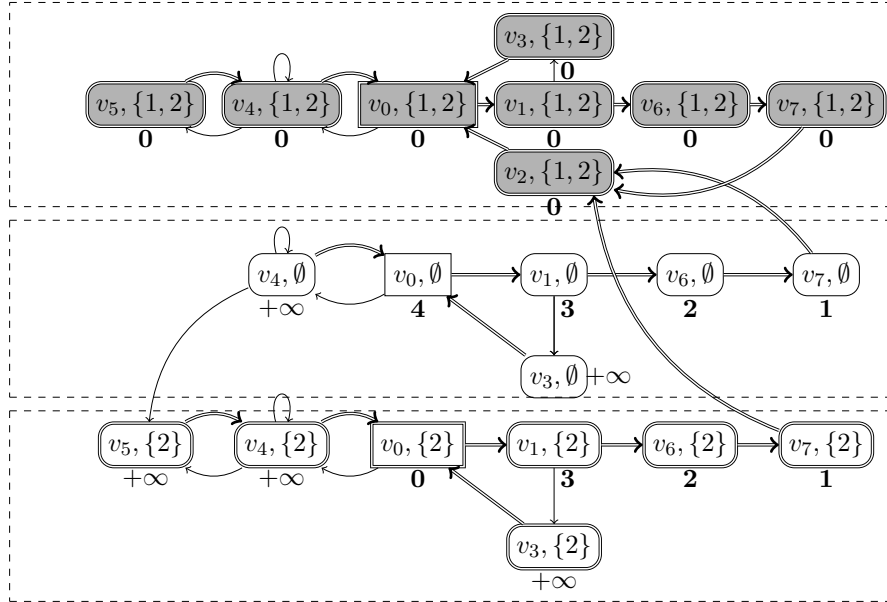 v₃, {1, 2}
0
v₅, {1, 2} v₄, {1, 2} v₀, {1, 2} v₁, {1, 2} v₆, {1, 2} v₇, {1, 2}
0 0 0 0 0 0
v₂, {1, 2}
0
v₄, ∅ v₀, ∅ v₁, ∅ v₆, ∅ v₇, ∅
+∞ 4 3 2 1
v₃, ∅ +∞
v₅, {2} v₄, {2} v₀, {2} v₁, {2} v₆, {2} v₇, {2}
+∞ +∞ 0 3 2 1
v₃, {2}
+∞